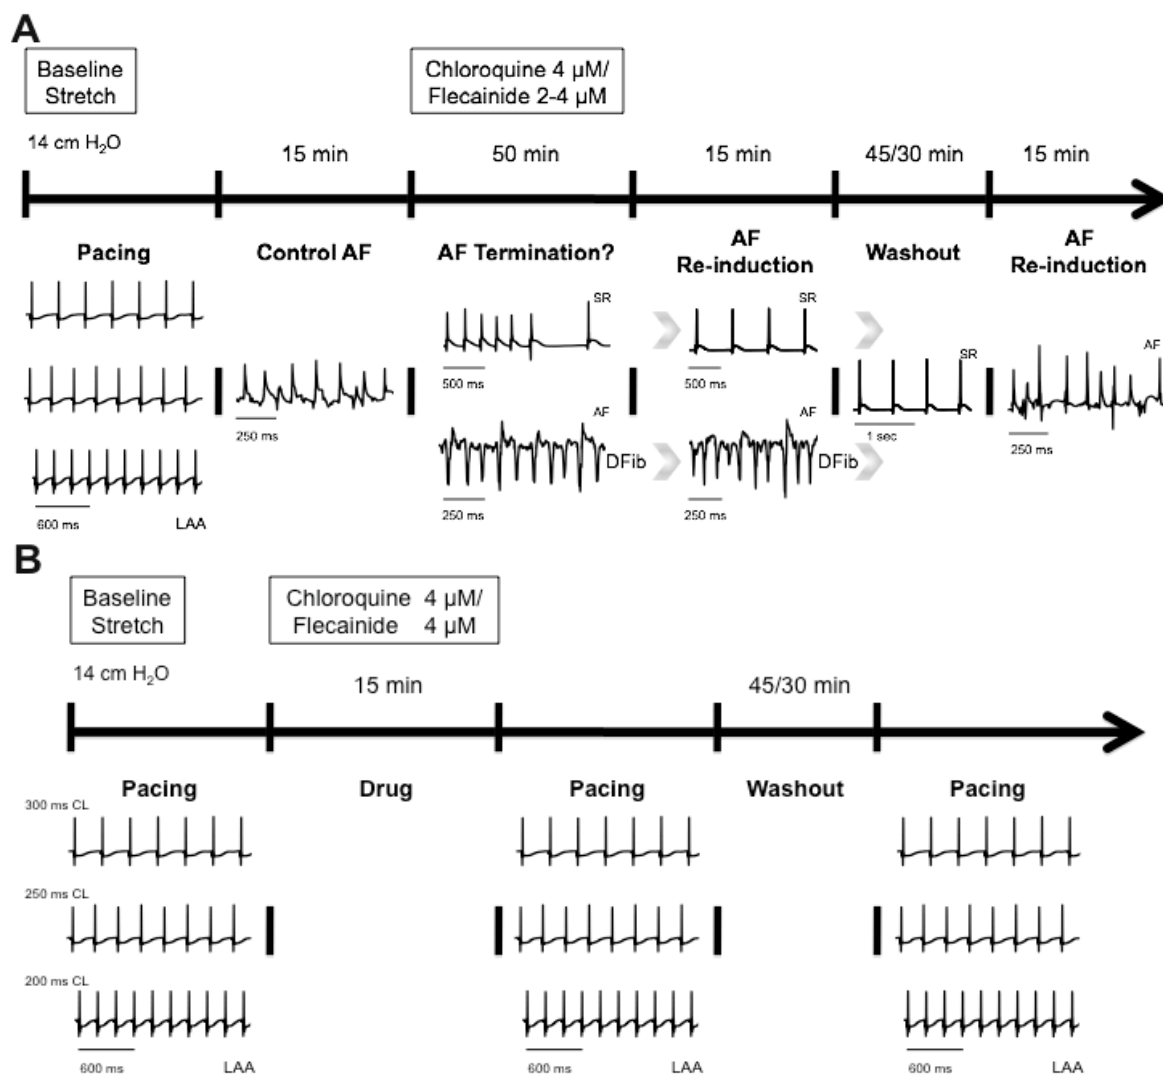 A
Baseline
Stretch
Chloroquine 4 µM/
Flecainide 2-4 µM
14 cm H₂O
15 min
50 min
15 min
45/30 min
15 min
Pacing
Control AF
AF Termination?
AF
Re-induction
Washout
AF
Re-induction
SR
SR
500 ms
500 ms
SR
AF
250 ms
1 sec
250 ms
AF
AF
DFib
DFib
250 ms
250 ms
600 ms
LAA
B
Baseline
Stretch
Chloroquine 4 µM/
Flecainide 4 µM
14 cm H₂O
15 min
45/30 min
Pacing
Drug
Pacing
Washout
Pacing
300 ms CL
250 ms CL
200 ms CL
600 ms
LAA
600 ms
LAA
600 ms
LAA